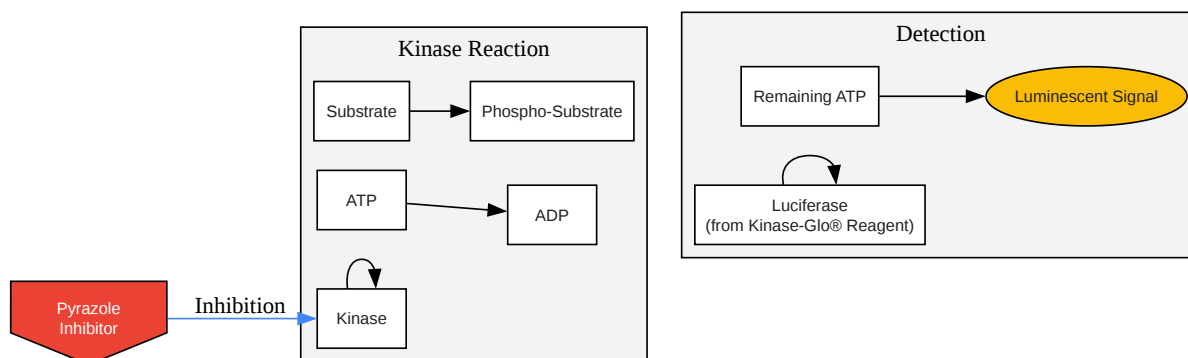 Kinase Reaction
Substrate
Phospho-Substrate
ATP
ADP
Kinase
Pyrazole
Inhibitor
Inhibition
Detection
Remaining ATP
Luminescent Signal
Luciferase
(from Kinase-Glo® Reagent)